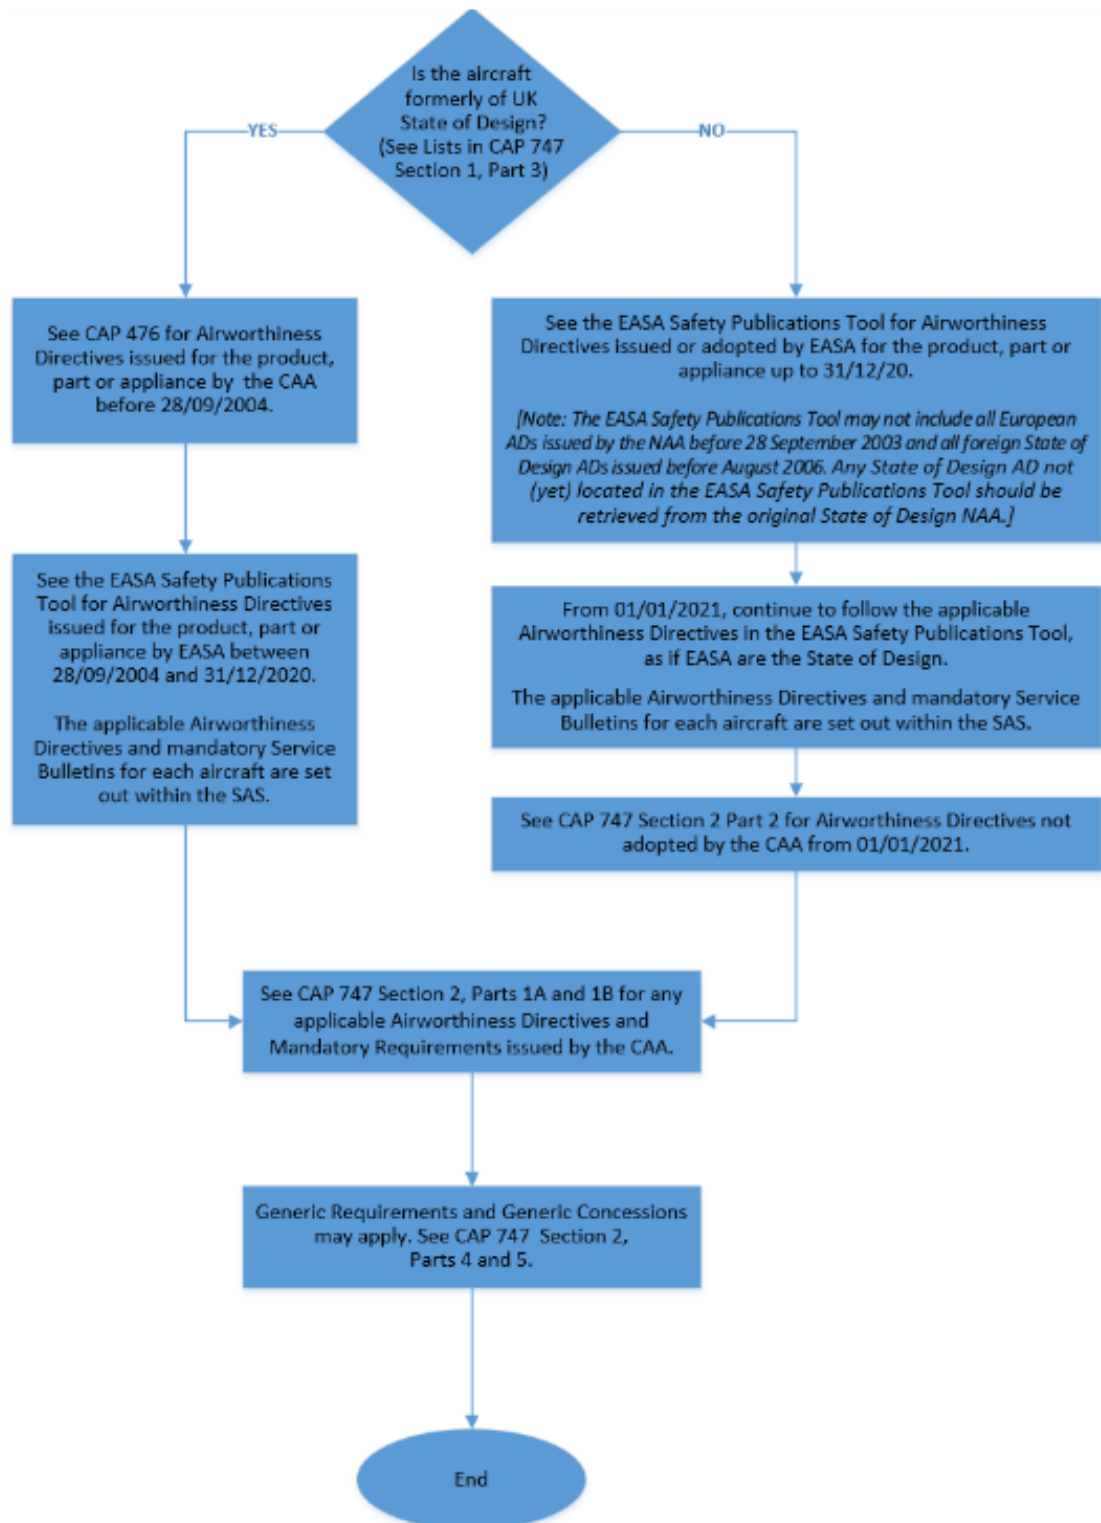 Is the aircraft
formerly of UK
State of Design?
(See Lists in CAP 747
Section 1, Part 3)
YES
NO
See CAP 476 for Airworthiness
Directives issued for the product,
part or appliance by the CAA
before 28/09/2004.
See the EASA Safety Publications
Tool for Airworthiness Directives
issued for the product, part or
appliance by EASA between
28/09/2004 and 31/12/2020.
The applicable Airworthiness
Directives and mandatory Service
Bulletins for each aircraft are set
out within the SAS.
See the EASA Safety Publications Tool for Airworthiness
Directives issued or adopted by EASA for the product, part or
appliance up to 31/12/20.
[Note: The EASA Safety Publications Tool may not include all European
ADs issued by the NAA before 28 September 2003 and all foreign State of
Design ADs issued before August 2006. Any State of Design AD not
(yet) located in the EASA Safety Publications Tool should be
retrieved from the original State of Design NAA.]
From 01/01/2021, continue to follow the applicable
Airworthiness Directives in the EASA Safety Publications Tool,
as if EASA are the State of Design.
The applicable Airworthiness Directives and mandatory Service
Bulletins for each aircraft are set out within the SAS.
See CAP 747 Section 2 Part 2 for Airworthiness Directives not
adopted by the CAA from 01/01/2021.
See CAP 747 Section 2, Parts 1A and 1B for any
applicable Airworthiness Directives and
Mandatory Requirements issued by the CAA.
Generic Requirements and Generic Concessions
may apply. See CAP 747 Section 2,
Parts 4 and 5.
End